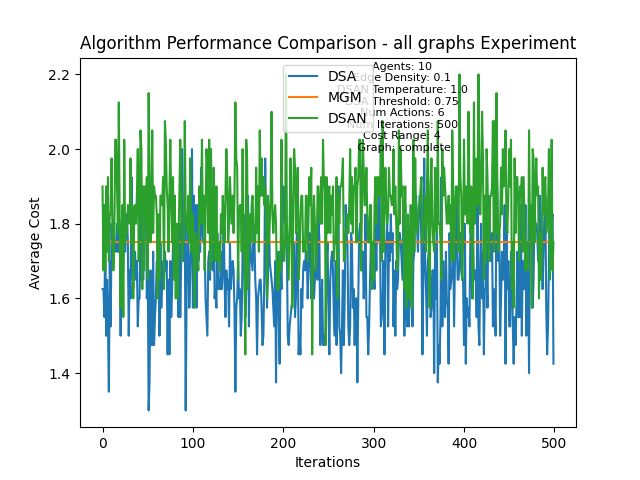 Algorithm Performance Comparison - all graphs Experiment
Agents: 10
Edge Density: 0.1
DSAN Temperature: 1.0
DSA Threshold: 0.75
Num Actions: 6
Num Iterations: 500
Cost Range: 4
Graph: complete
DSA
MGM
DSAN
2.2
2.0
1.8
1.6
1.4
Average Cost
0
100
200
300
400
500
Iterations